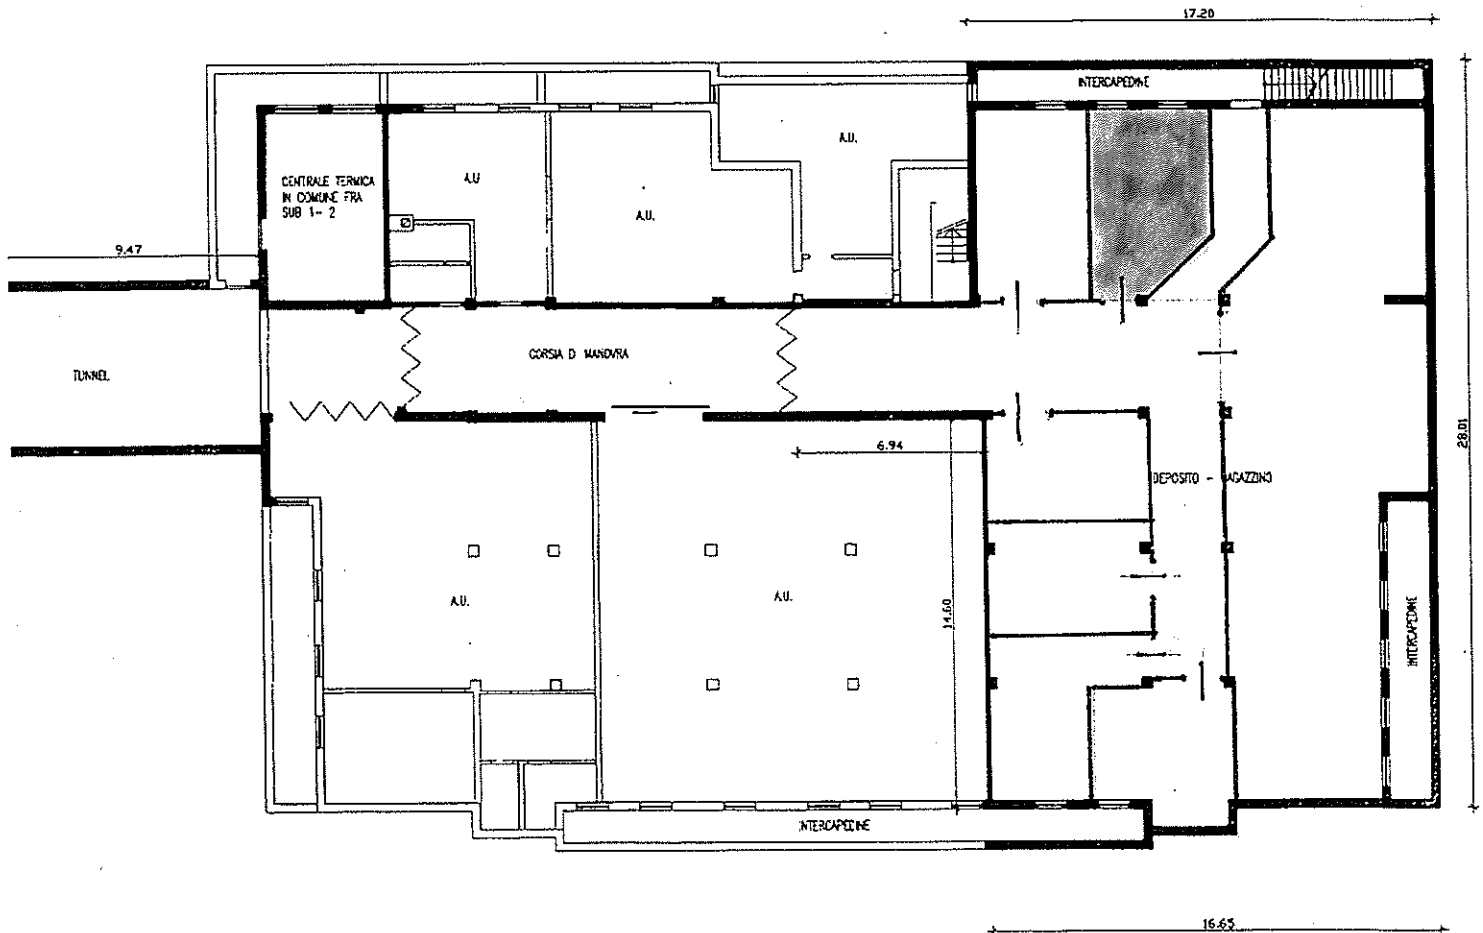 17.20
INTERCAPEDINE
A.U.
CENTRALE TERMICA
IN COMUNE FRA
SUB 1- 2
A.U
A.U.
9.47
TUNNEL
CORSIA D MANOVRA
6.94
28.01
DEPOSITO - AGAZZINO
A.U.
A.U.
14.60
INTERCAPEDINE
INTERCAPEDINE
16.65